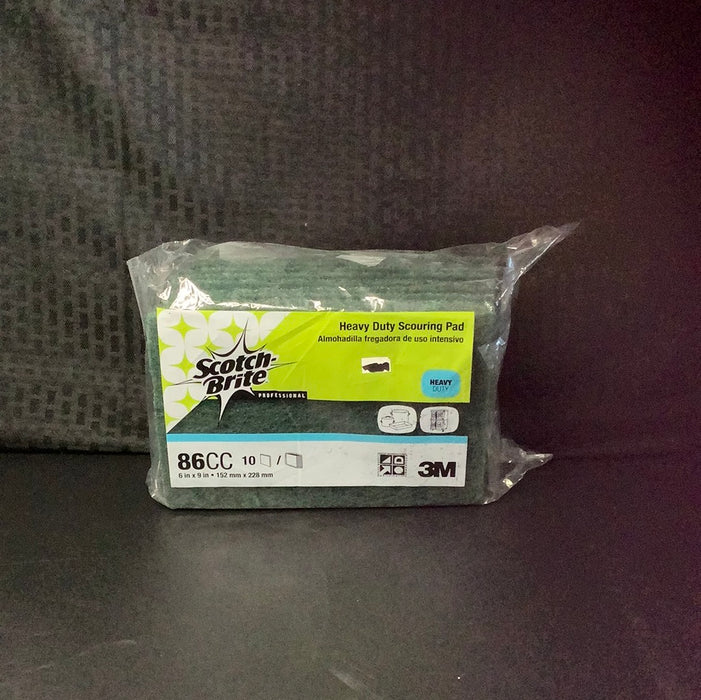 Heavy Duty Scouring Pad
Almohadilla fregadora de uso intensivo
Scotch-
Brite
PROFESSIONAL
HEAVY
DUTY
86CC 10 /
6 in x 9 in • 152 mm x 228 mm
3M